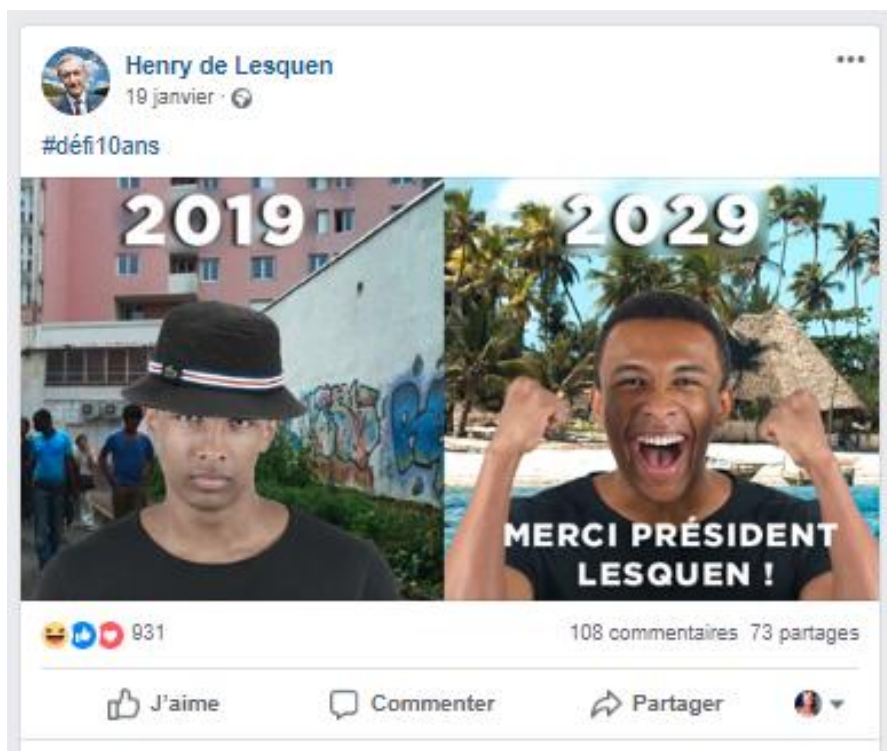 Henry de Lesquen
19 janvier ·
#défi10ans
2019
2029
MERCI PRÉSIDENT
LESQUEN !
931
108 commentaires 73 partages
J'aime
Commenter
Partager